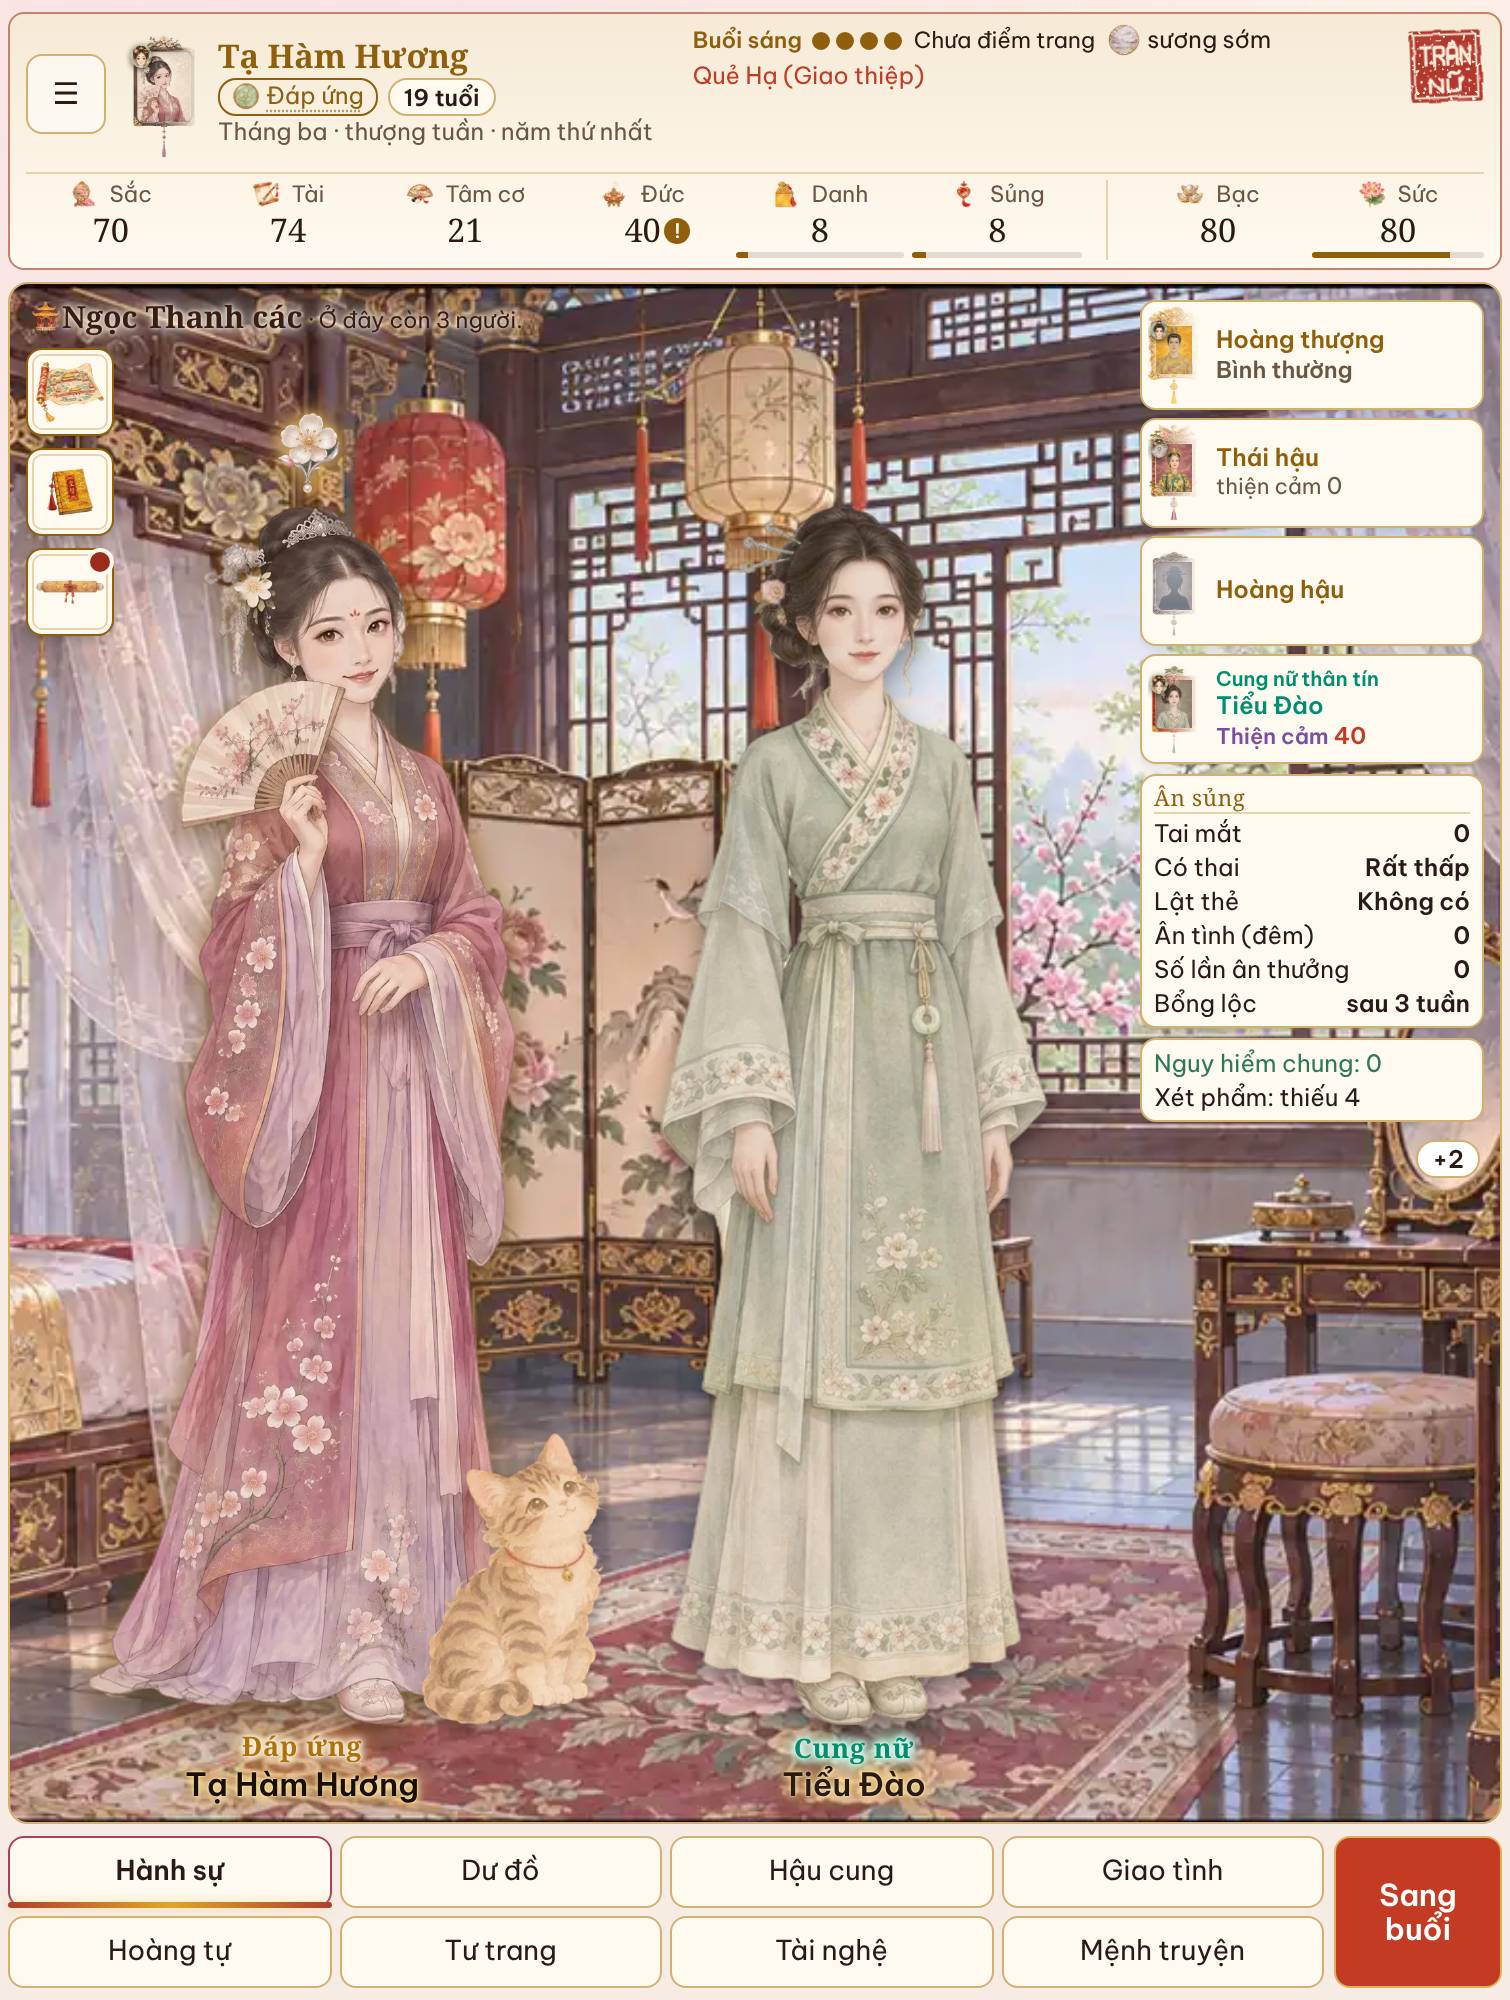 ☰
Tạ Hàm Hương
Đáp ứng
19 tuổi
Tháng ba · thượng tuần · năm thứ nhất
Buổi sáng
Chưa điểm trang
sương sớm
Quẻ Hạ (Giao thiệp)
TRÂN
NỮ
Sắc
70
Tài
74
Tâm cơ
21
Đức
40 !
Danh
8
Sủng
8
Bạc
80
Sức
80
Ngọc Thanh các · Ở đây còn 3 người.
Hoàng thượng
Bình thường
Thái hậu
thiện cảm 0
Hoàng hậu
Cung nữ thân tín
Tiểu Đào
Thiện cảm 40
Ân sủng
Tai mắt 0
Có thai Rất thấp
Lật thẻ Không có
Ân tình (đêm) 0
Số lần ân thưởng 0
Bổng lộc sau 3 tuần
Nguy hiểm chung: 0
Xét phẩm: thiếu 4
+2
Đáp ứng
Tạ Hàm Hương
Cung nữ
Tiểu Đào
Hành sự
Dư đồ
Hậu cung
Giao tình
Hoàng tự
Tư trang
Tài nghệ
Mệnh truyện
Sang
buổi